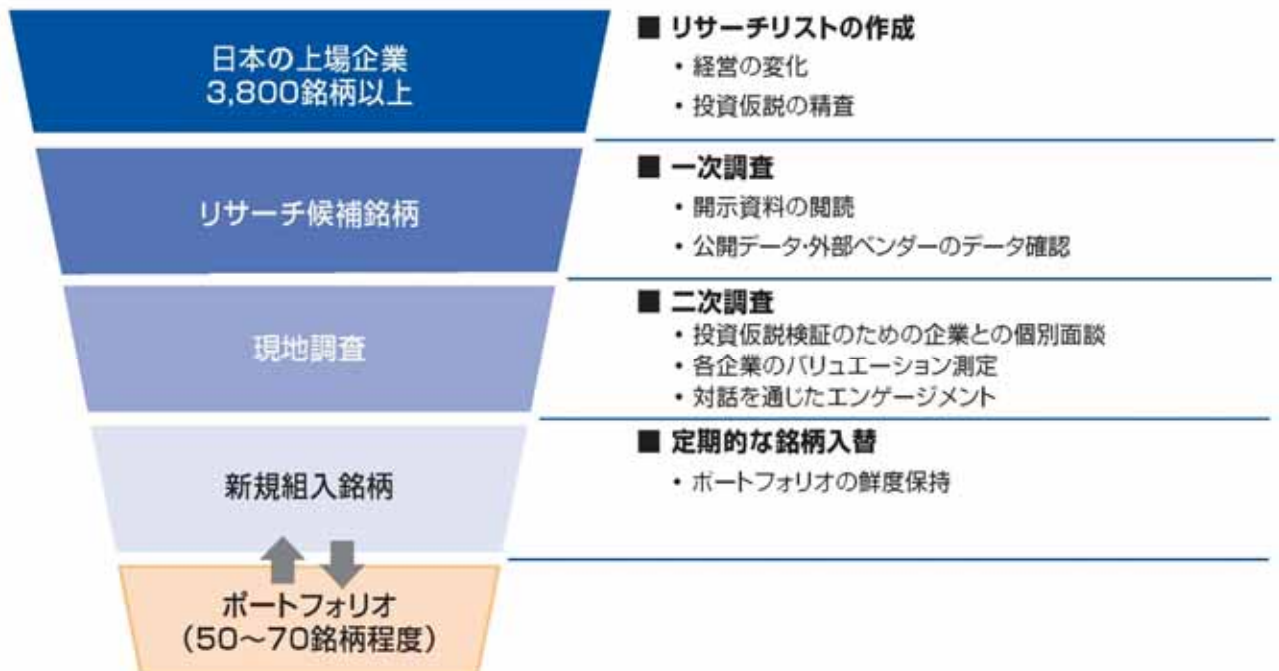 日本の上場企業
3,800銘柄以上
■ リサーチリストの作成
・経営の変化
・投資仮説の精査
リサーチ候補銘柄
■ 一次調査
・開示資料の閲読
・公開データ・外部ベンダーのデータ確認
現地調査
■ 二次調査
・投資仮説検証のための企業との個別面談
・各企業のバリュエーション測定
・対話を通じたエンゲージメント
新規組入銘柄
■ 定期的な銘柄入替
・ポートフォリオの鮮度保持
ポートフォリオ
(50～70銘柄程度)